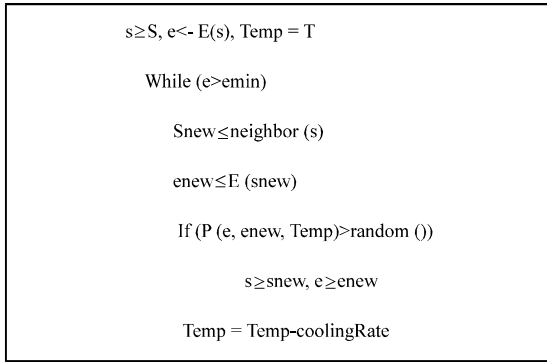 s≥S, e<- E(s), Temp = T
While (e>emin)
Snew≤neighbor (s)
enew≤E (snew)
If (P (e, enew, Temp)>random ())
s≥snew, e≥enew
Temp = Temp-coolingRate